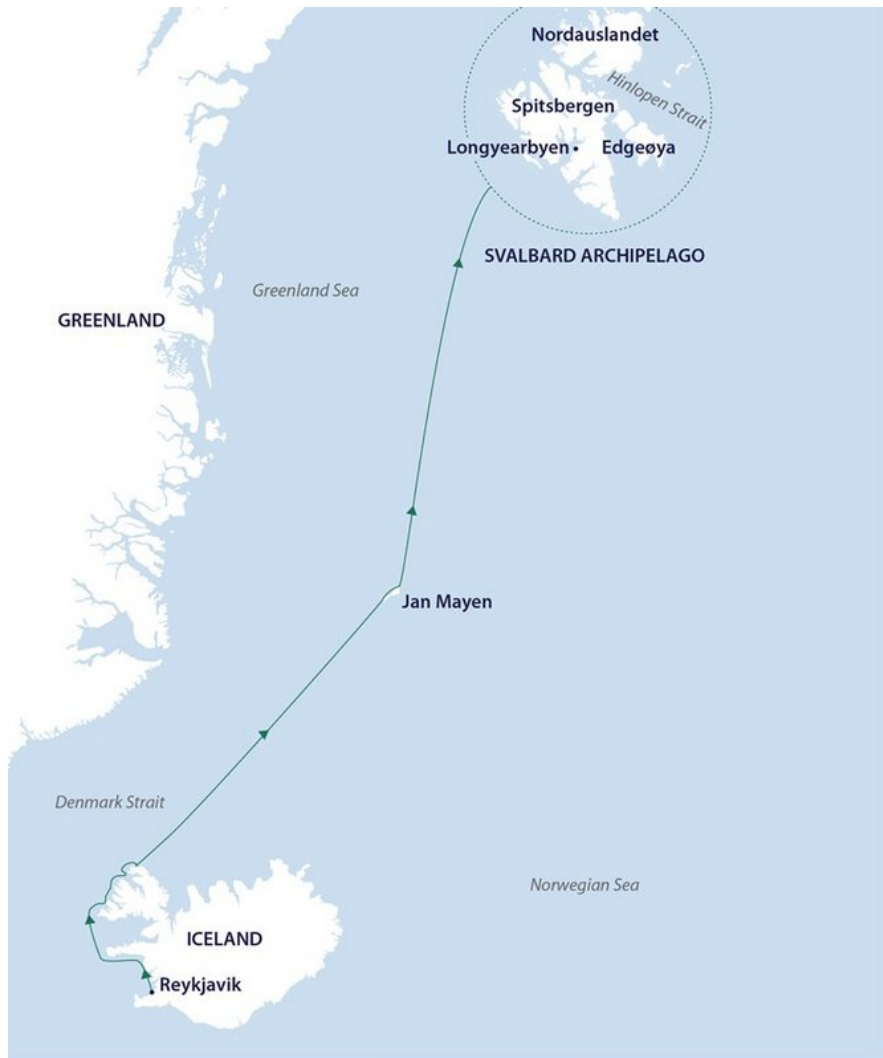 Nordauslandet
Hinlopen Strait
Spitsbergen
Longyearbyen
Edgeøya
SVALBARD ARCHIPELAGO
Greenland Sea
GREENLAND
Jan Mayen
Denmark Strait
Norwegian Sea
ICELAND
Reykjavik